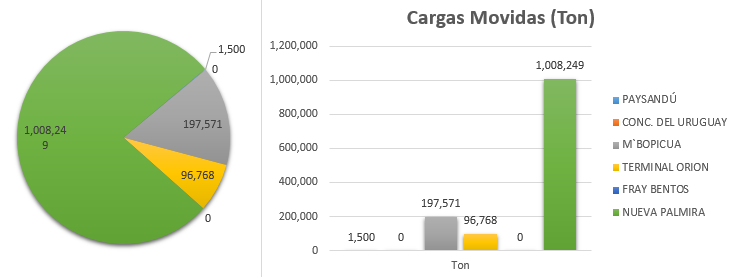 1,500
0
197,571
96,768
0
1,008,24
9
Cargas Movidas (Ton)
1,200,000
1,000,000
800,000
600,000
400,000
200,000
0
1,500
0
197,571
96,768
0
1,008,249
Ton
PAYSANDÚ
CONC. DEL URUGUAY
M`BOPICUA
TERMINAL ORION
FRAY BENTOS
NUEVA PALMIRA